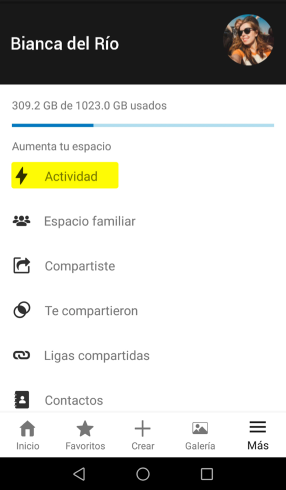 Bianca del Río
309.2 GB de 1023.0 GB usados
Aumenta tu espacio
Actividad
Espacio familiar
Compartiste
Te compartieron
Ligas compartidas
Contactos
Inicio Favoritos Crear Galería Más